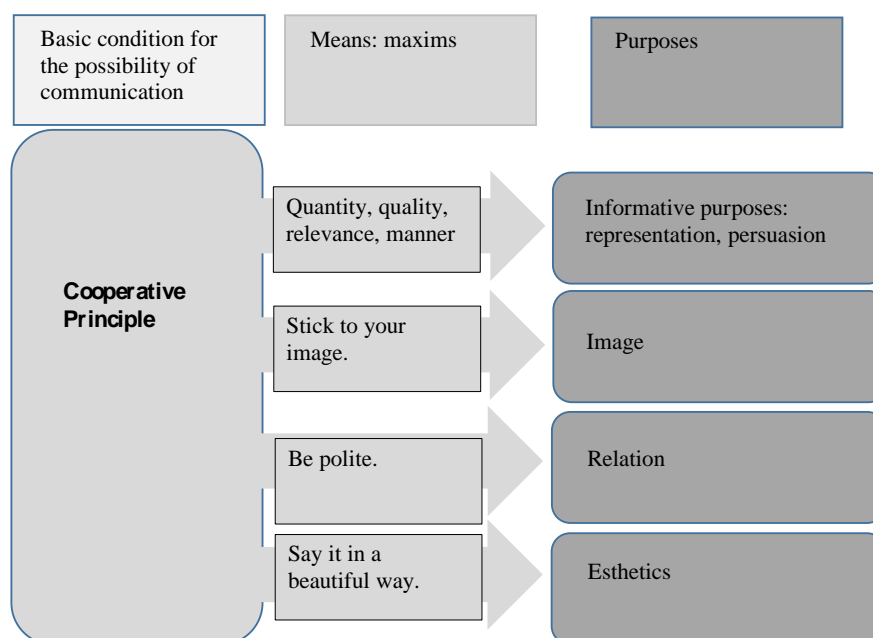 Basic condition for
the possibility of
communication
Means: maxims
Purposes
Cooperative
Principle
Quantity, quality,
relevance, manner
Informative purposes:
representation, persuasion
Stick to your
image.
Image
Be polite.
Relation
Say it in a
beautiful way.
Esthetics